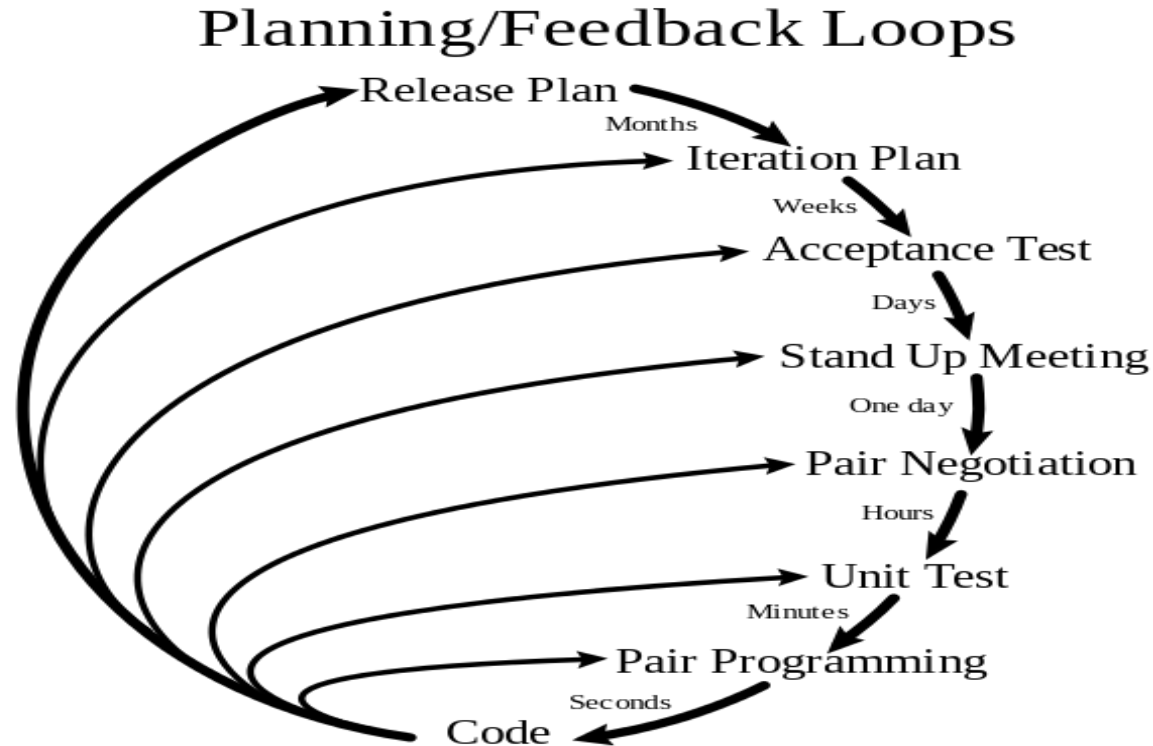 Planning/Feedback Loops
Release Plan
Months
Iteration Plan
Weeks
Acceptance Test
Days
Stand Up Meeting
One day
Pair Negotiation
Hours
Unit Test
Minutes
Pair Programming
Seconds
Code